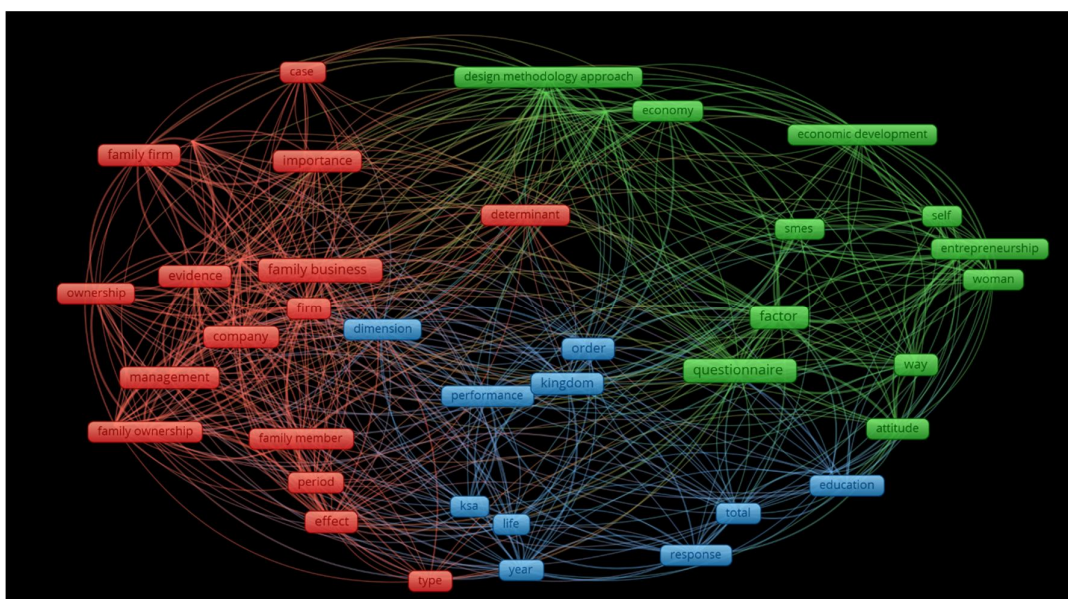 case
design methodology approach
economy
economic development
family firm
importance
determinant
self
smes
entrepreneurship
woman
evidence
family business
ownership
firm
factor
dimension
company
order
way
questionnaire
management
kingdom
performance
family ownership
family member
attitude
period
education
ksa
total
effect
life
response
year
type